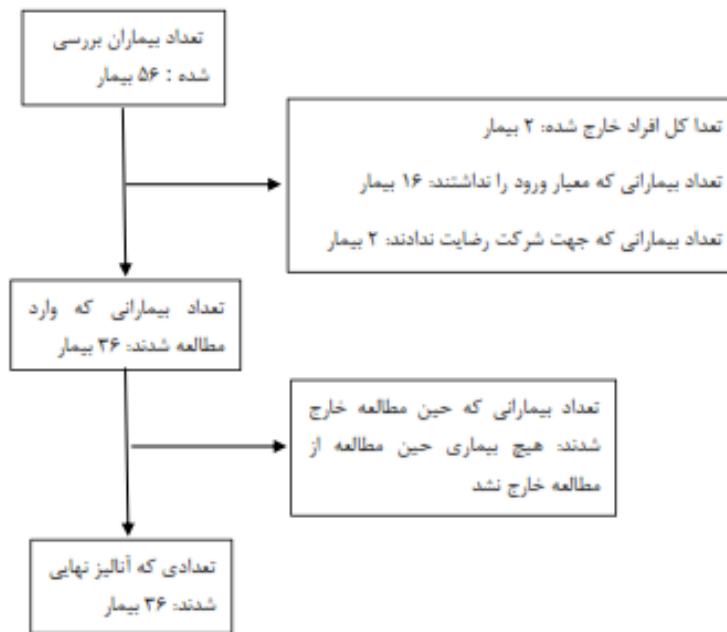 تعداد بیماران بررسی
شده : ۵۶ بیمار
تعدا کل افراد خارج شده: ۲ بیمار
تعداد بیمارانی که معیار ورود را نداشتند: ۱۶ بیمار
تعداد بیمارانی که جهت شرکت رضایت ندادند: ۲ بیمار
تعداد بیمارانی که وارد
مطالعه شدند: ۳۶ بیمار
تعداد بیمارانی که حین مطالعه خارج
شدند: هیچ بیماری حین مطالعه از
مطالعه خارج نشد
تعدادی که آنالیز نهایی
شدند: ۳۶ بیمار